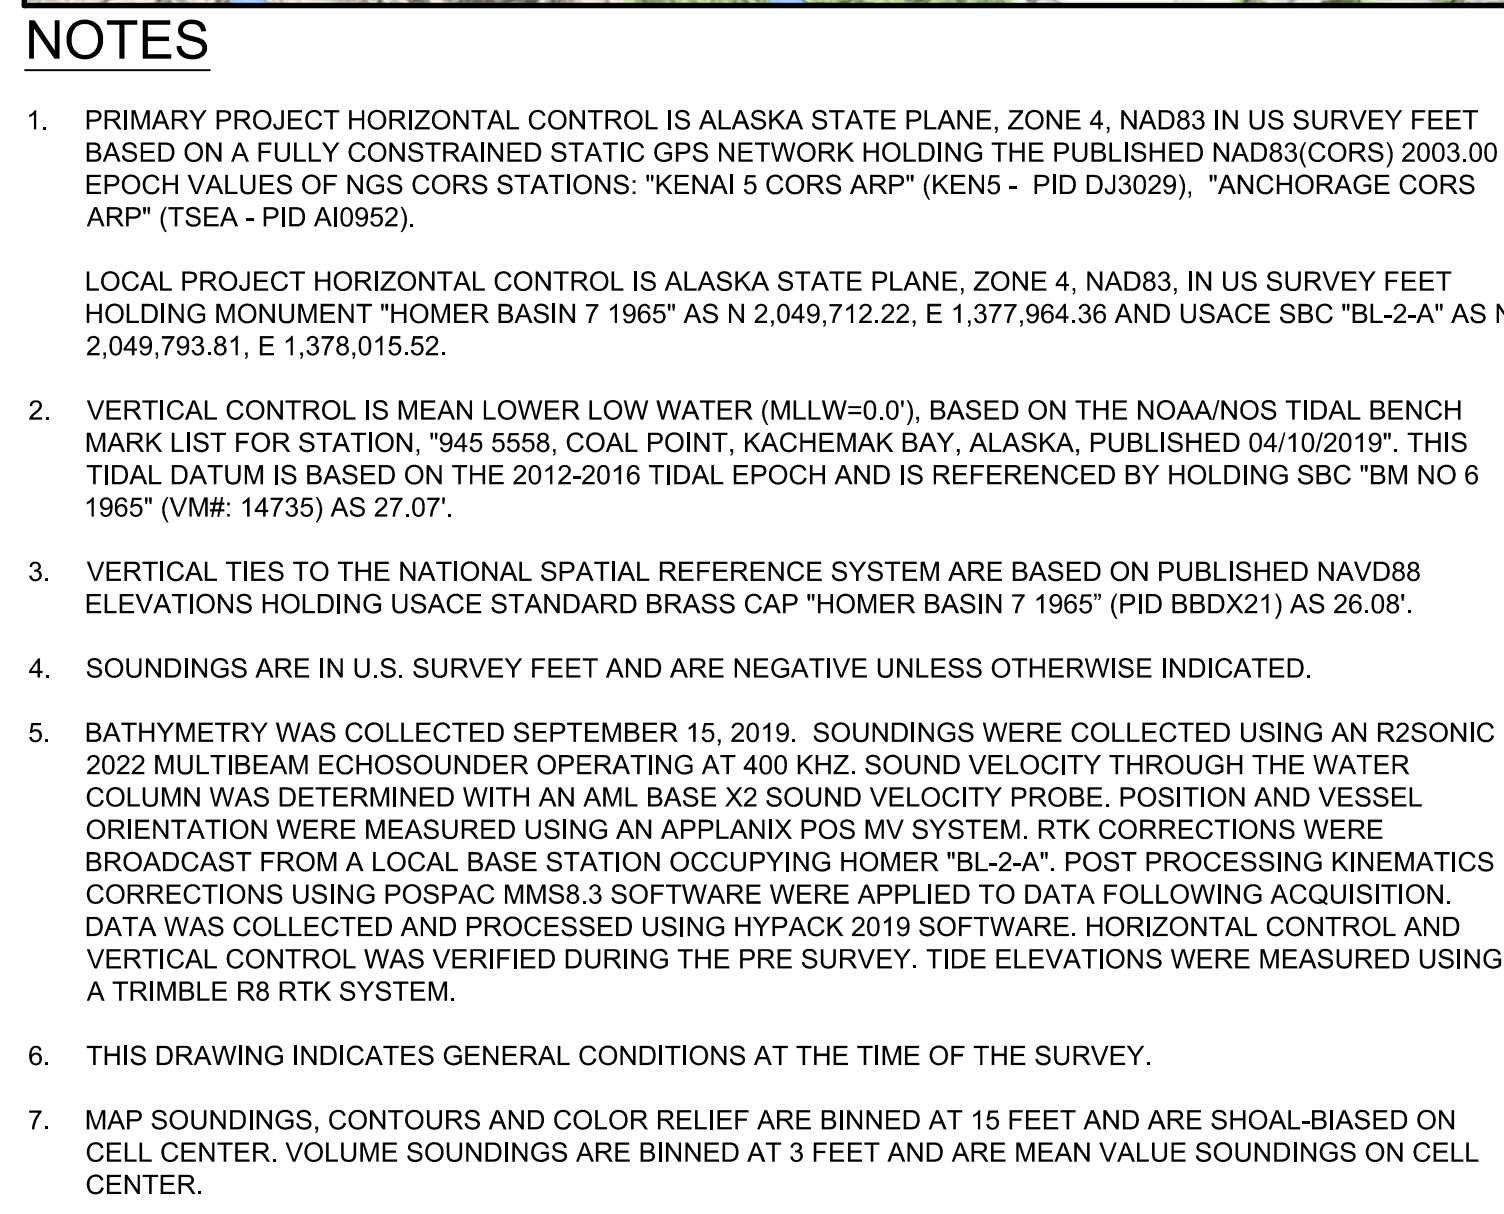 NOTES
1. PRIMARY PROJECT HORIZONTAL CONTROL IS ALASKA STATE PLANE, ZONE 4, NAD83 IN US SURVEY FEET
BASED ON A FULLY CONSTRAINED STATIC GPS NETWORK HOLDING THE PUBLISHED NAD83(CORS) 2003.00
EPOCH VALUES OF NGS CORS STATIONS: "KENAI 5 CORS ARP" (KEN5 - PID DJ3029), "ANCHORAGE CORS
ARP" (TSEA - PID AI0952).
LOCAL PROJECT HORIZONTAL CONTROL IS ALASKA STATE PLANE, ZONE 4, NAD83, IN US SURVEY FEET
HOLDING MONUMENT "HOMER BASIN 7 1965" AS N 2,049,712.22, E 1,377,964.36 AND USACE SBC "BL-2-A" AS N
2,049,793.81, E 1,378,015.52.
2. VERTICAL CONTROL IS MEAN LOWER LOW WATER (MLLW=0.0'), BASED ON THE NOAA/NOS TIDAL BENCH
MARK LIST FOR STATION, "945 5558, COAL POINT, KACHEMAK BAY, ALASKA, PUBLISHED 04/10/2019". THIS
TIDAL DATUM IS BASED ON THE 2012-2016 TIDAL EPOCH AND IS REFERENCED BY HOLDING SBC "BM NO 6
1965" (VM#: 14735) AS 27.07'.
3. VERTICAL TIES TO THE NATIONAL SPATIAL REFERENCE SYSTEM ARE BASED ON PUBLISHED NAVD88
ELEVATIONS HOLDING USACE STANDARD BRASS CAP "HOMER BASIN 7 1965” (PID BBDX21) AS 26.08'.
4. SOUNDINGS ARE IN U.S. SURVEY FEET AND ARE NEGATIVE UNLESS OTHERWISE INDICATED.
5. BATHYMETRY WAS COLLECTED SEPTEMBER 15, 2019. SOUNDINGS WERE COLLECTED USING AN R2SONIC
2022 MULTIBEAM ECHOSOUNDER OPERATING AT 400 KHZ. SOUND VELOCITY THROUGH THE WATER
COLUMN WAS DETERMINED WITH AN AML BASE X2 SOUND VELOCITY PROBE. POSITION AND VESSEL
ORIENTATION WERE MEASURED USING AN APPLANIX POS MV SYSTEM. RTK CORRECTIONS WERE
BROADCAST FROM A LOCAL BASE STATION OCCUPYING HOMER "BL-2-A". POST PROCESSING KINEMATICS
CORRECTIONS USING POSPAC MMS8.3 SOFTWARE WERE APPLIED TO DATA FOLLOWING ACQUISITION.
DATA WAS COLLECTED AND PROCESSED USING HYPACK 2019 SOFTWARE. HORIZONTAL CONTROL AND
VERTICAL CONTROL WAS VERIFIED DURING THE PRE SURVEY. TIDE ELEVATIONS WERE MEASURED USING
A TRIMBLE R8 RTK SYSTEM.
6. THIS DRAWING INDICATES GENERAL CONDITIONS AT THE TIME OF THE SURVEY.
7. MAP SOUNDINGS, CONTOURS AND COLOR RELIEF ARE BINNED AT 15 FEET AND ARE SHOAL-BIASED ON
CELL CENTER. VOLUME SOUNDINGS ARE BINNED AT 3 FEET AND ARE MEAN VALUE SOUNDINGS ON CELL
CENTER.